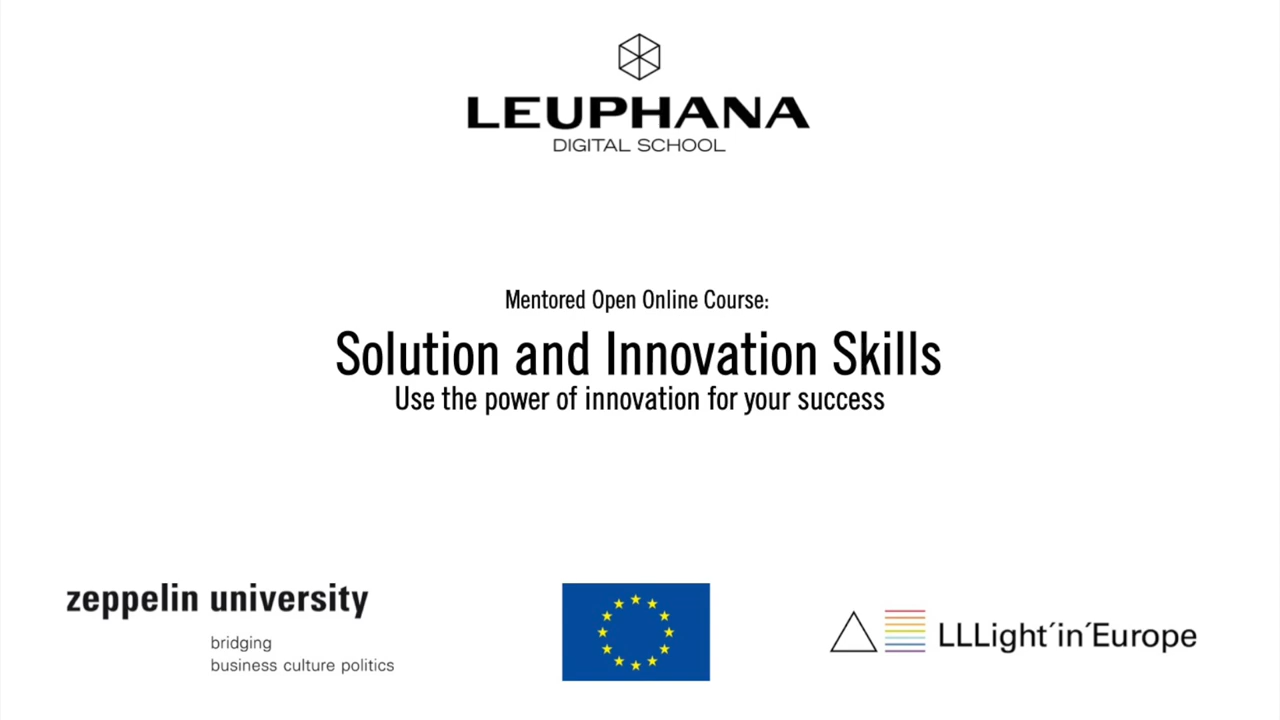 LEUPHANA
DIGITAL SCHOOL
Mentored Open Online Course:
Solution and Innovation Skills
Use the power of innovation for your success
zeppelin university
bridging
business culture politics
LLLight´in´Europe